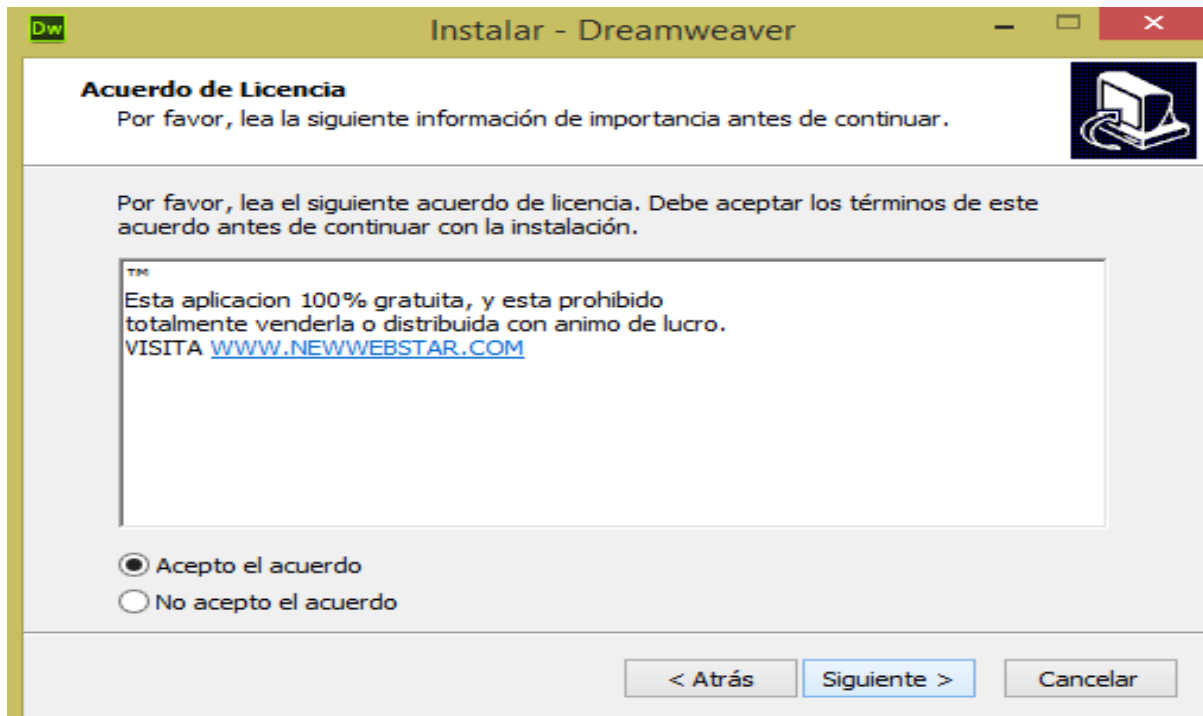 Dw
Instalar - Dreamweaver
Acuerdo de Licencia
Por favor, lea la siguiente información de importancia antes de continuar.
Por favor, lea el siguiente acuerdo de licencia. Debe aceptar los términos de este
acuerdo antes de continuar con la instalación.
™
Esta aplicacion 100% gratuita, y esta prohibido
totalmente venderla o distribuida con animo de lucro.
VISITA WWW.NEWWEBSTAR.COM
Acepto el acuerdo
No acepto el acuerdo
< Atrás Siguiente > Cancelar